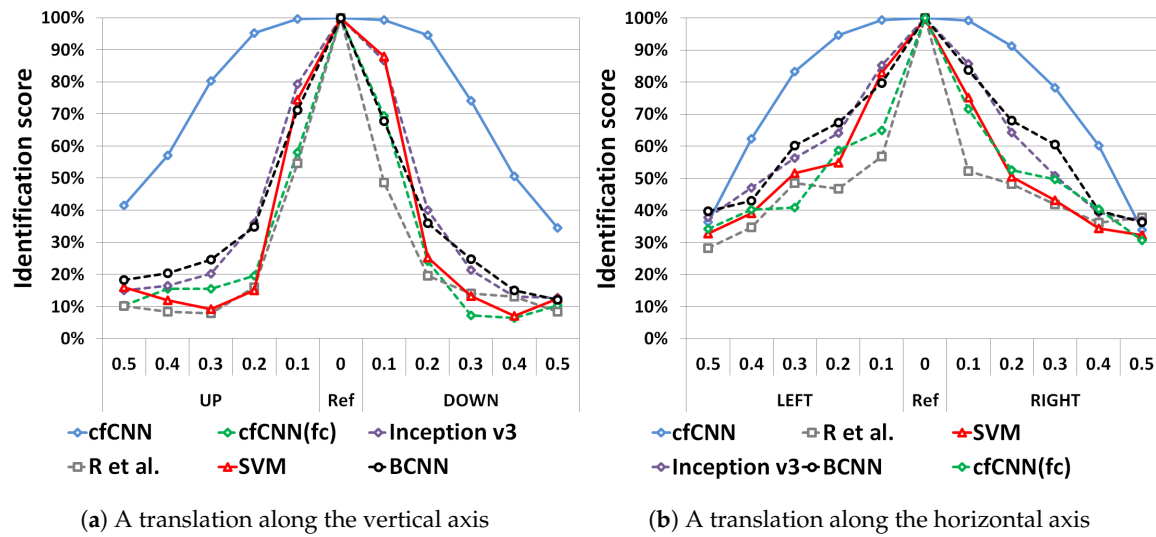 Identification score
100%
90%
80%
70%
60%
50%
40%
30%
20%
10%
0%
0.5 0.4 0.3 0.2 0.1 0 0.1 0.2 0.3 0.4 0.5
UP Ref DOWN
cfCNN cfCNN(fc) Inception v3
R et al. SVM BCNN
(a) A translation along the vertical axis
Identification score
100%
90%
80%
70%
60%
50%
40%
30%
20%
10%
0%
0.5 0.4 0.3 0.2 0.1 0 0.1 0.2 0.3 0.4 0.5
LEFT Ref RIGHT
cfCNN R et al. SVM
Inception v3 BCNN cfCNN(fc)
(b) A translation along the horizontal axis